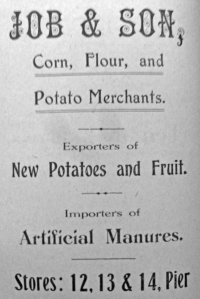 JOB & SON,
Corn, Flour, and
Potato Merchants.
Exporters of
New Potatoes and Fruit.
Importers of
Artificial Manures.
Stores: 12, 13 & 14, Pier